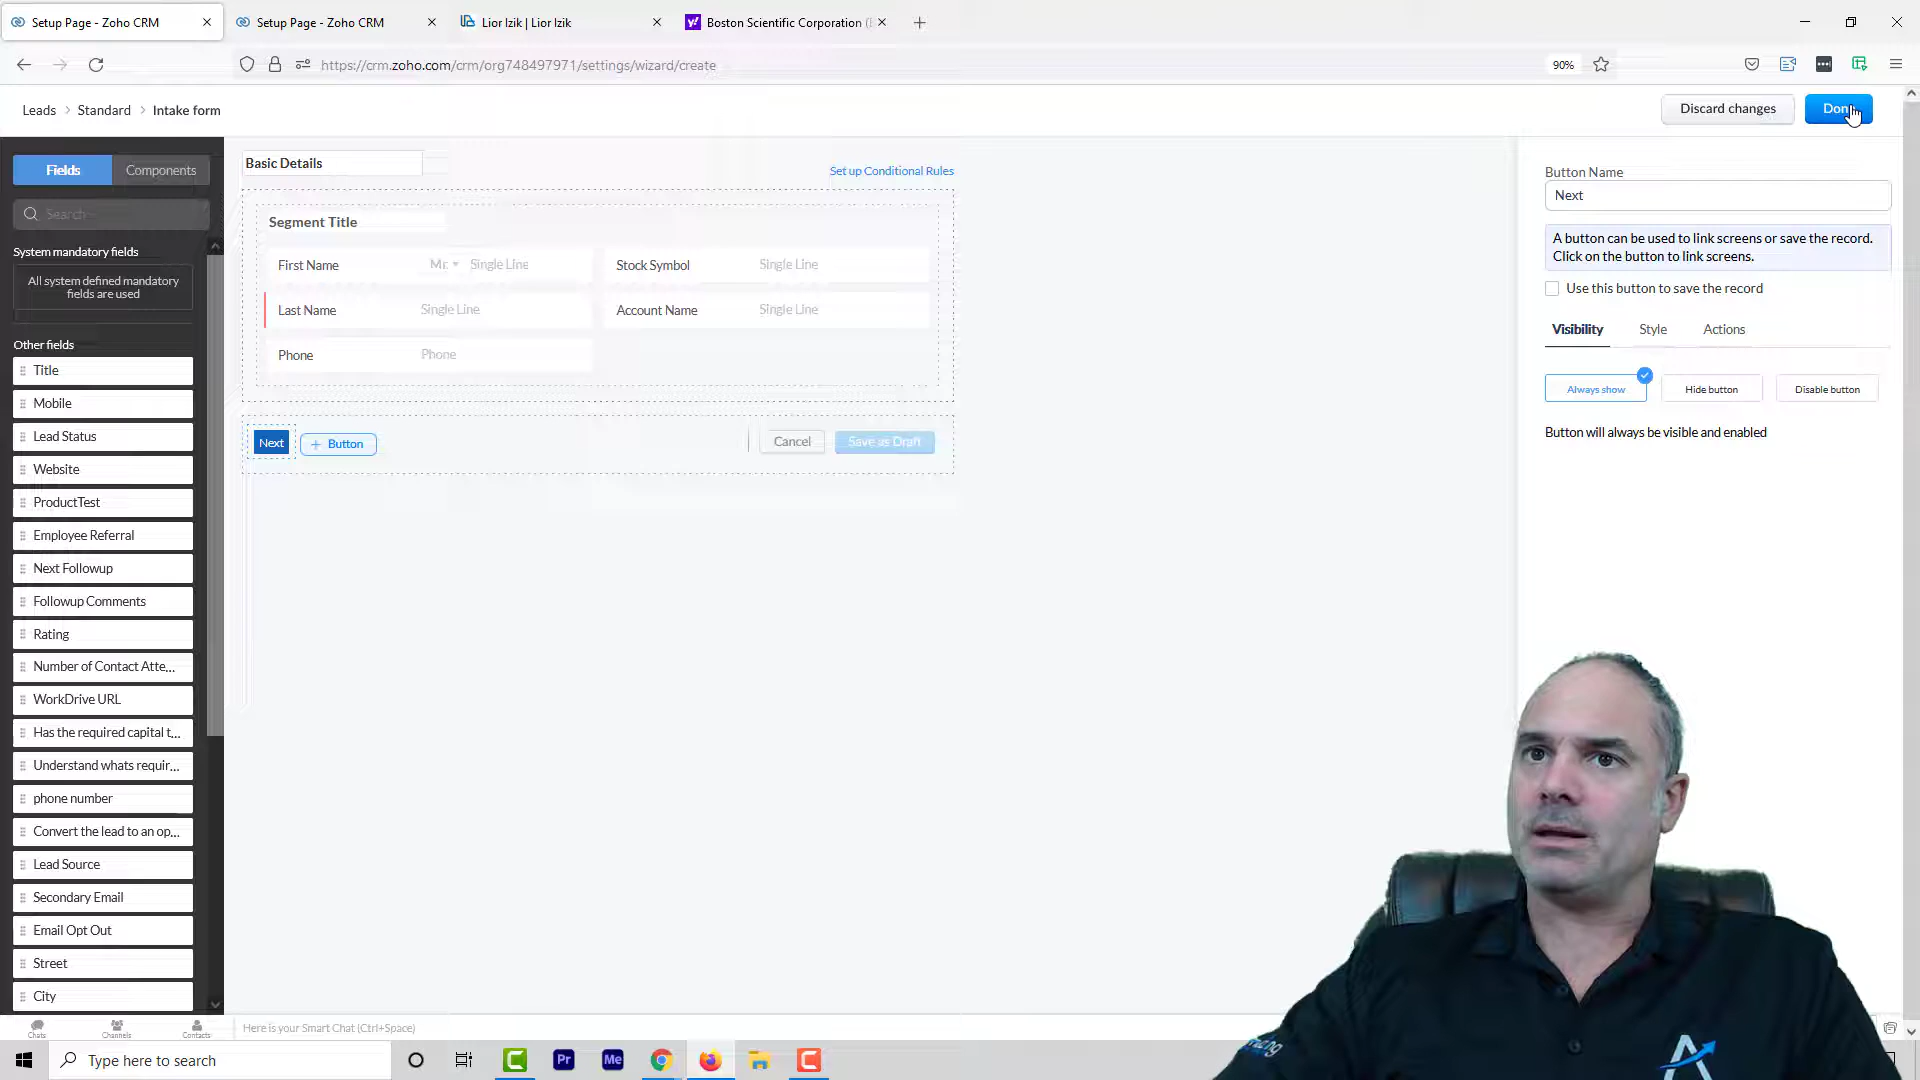 Setup Page - Zoho CRM
Setup Page - Zoho CRM
Lior Izik | Lior Izik
Boston Scientific Corporation (
https://crm.zoho.com/crm/org748497971/settings/wizard/create
90%
Leads > Standard > Intake form
Discard changes
Fields
Components
Search
System mandatory fields
All system defined mandatory
fields are used
Other fields
Title
Mobile
Lead Status
Website
ProductTest
Employee Referral
Next Followup
Followup Comments
Rating
Number of Contact Atte...
WorkDrive URL
Has the required capital t...
Understand whats requir...
phone number
Convert the lead to an op...
Lead Source
Secondary Email
Email Opt Out
Street
City
Basic Details
Set up Conditional Rules
Segment Title
First Name Mr. Single Line
Stock Symbol Single Line
Last Name Single Line
Account Name Single Line
Phone Phone
Next
+ Button
Cancel
Save as Draft
Button Name
Next
A button can be used to link screens or save the record.
Click on the button to link screens.
Use this button to save the record
Visibility
Style
Actions
Always show
Hide button
Disable button
Button will always be visible and enabled
Chats
Channels
Contacts
Here is your Smart Chat (Ctrl+Space)
Type here to search
Pr
Me